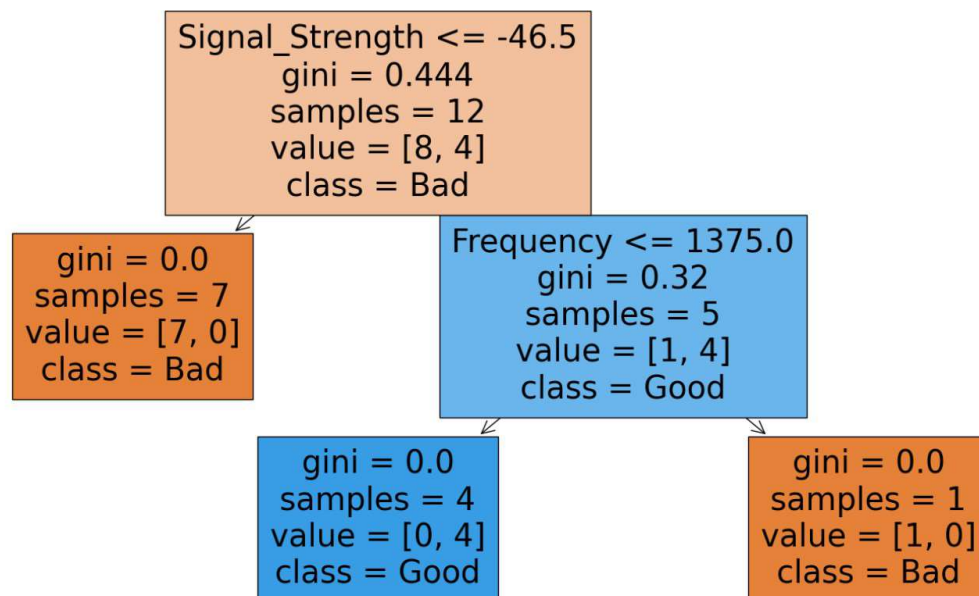 Signal_Strength <= -46.5
gini = 0.444
samples = 12
value = [8, 4]
class = Bad
gini = 0.0
samples = 7
value = [7, 0]
class = Bad
Frequency <= 1375.0
gini = 0.32
samples = 5
value = [1, 4]
class = Good
gini = 0.0
samples = 4
value = [0, 4]
class = Good
gini = 0.0
samples = 1
value = [1, 0]
class = Bad